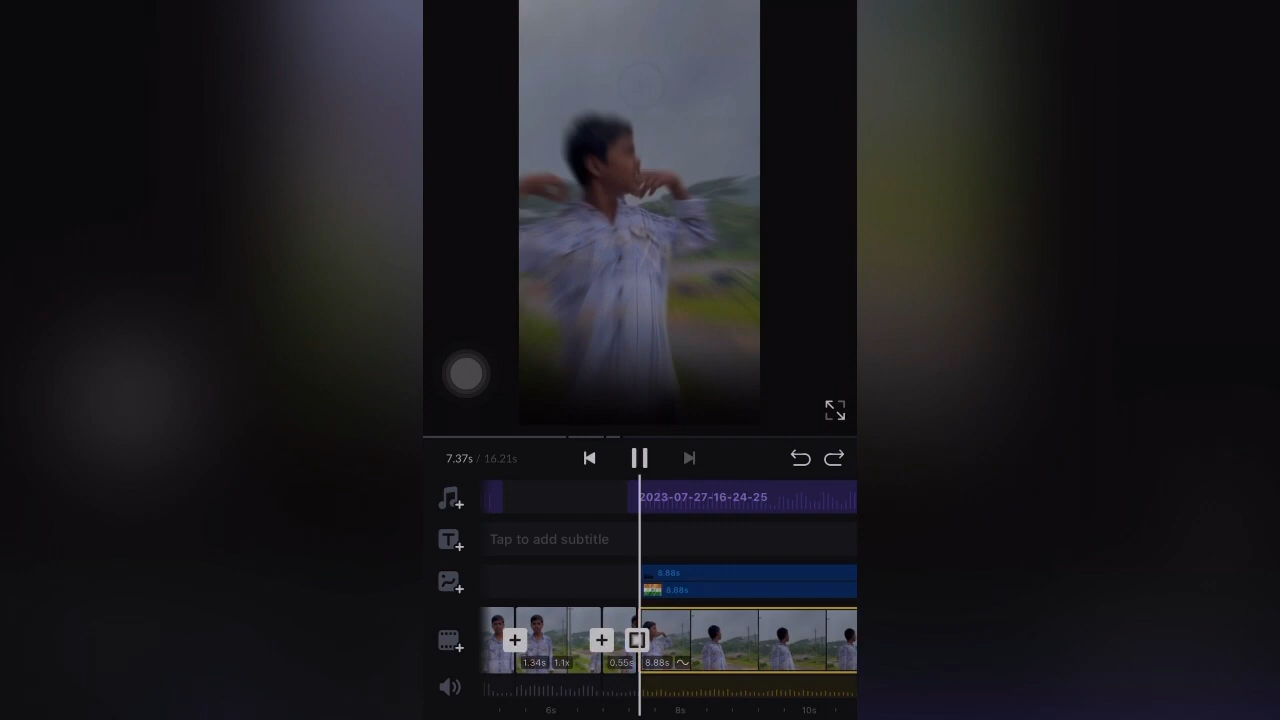 7.37s / 16.21s
2023-07-27-16-24-25
Tap to add subtitle
8.88s
8.88s
1.34s 1.1x 0.55s 8.88s
6s 8s 10s